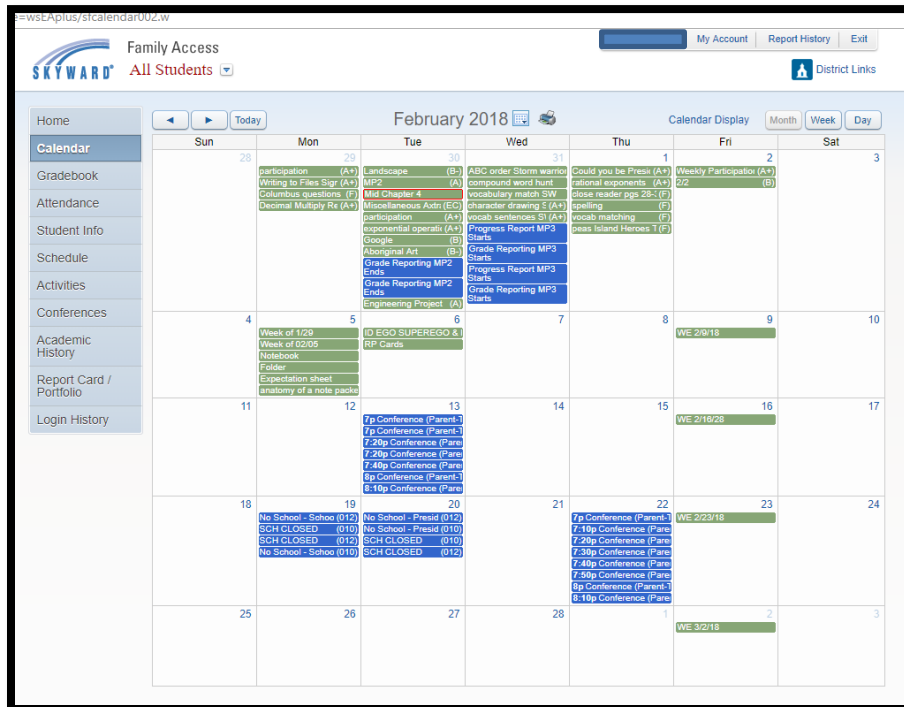 e=wsEAplus/sfcalendar002.w
SKYWARD®
Family Access
All Students
My Account
Report History
Exit
District Links
Home
Calendar
Gradebook
Attendance
Student Info
Schedule
Activities
Conferences
Academic
History
Report Card /
Portfolio
Login History
Today
February 2018
Calendar Display
Month
Week
Day
Sun
Mon
Tue
Wed
Thu
Fri
Sat
28
29
participation (A+)
Writing to Files Sigr (A+)
Columbus questions (F)
Decimal Multiply Re (A+)
30
Landscape (B-)
MP2 (A)
Mid Chapter 4
Miscellaneous Axtr (EC)
participation (A+)
exponential operati (A+)
Google (B)
Aboriginal Art (B-)
Grade Reporting MP2
Ends
Grade Reporting MP2
Ends
Engineering Project (A)
31
ABC order Storm warrior
compound word hunt
vocabulary match SW
character drawing S (A+)
vocab sentences S\ (A+)
Progress Report MP3
Starts
Grade Reporting MP3
Starts
Progress Report MP3
Starts
Grade Reporting MP3
Starts
1
Could you be Presi (A+)
rational exponents (A+)
close reader pgs 28- (F)
spelling (F)
vocab matching (F)
peas Island Heroes T (F)
2
Weekly Participatio (A+)
2/2 (B)
3
4
5
Week of 1/29
Week of 02/05
Notebook
Folder
Expectation sheet
anatomy of a note packe
6
ID EGO SUPEREGO &
RP Cards
7
8
9
WE 2/9/18
10
11
12
13
7p Conference (Parent-T
7p Conference (Parent-T
7:20p Conference (Pare
7:20p Conference (Pare
7:40p Conference (Pare
8p Conference (Parent-T
8:10p Conference (Pare
14
15
16
WE 2/16/28
17
18
19
No School - Schoo (012)
SCH CLOSED (010)
SCH CLOSED (012)
No School - Schoo (010)
20
No School - Presid (012)
No School - Presid (010)
SCH CLOSED (010)
SCH CLOSED (012)
21
22
7p Conference (Parent-T
7:10p Conference (Pare
7:20p Conference (Pare
7:30p Conference (Pare
7:40p Conference (Pare
7:50p Conference (Pare
8p Conference (Parent-T
8:10p Conference (Pare
23
WE 2/23/18
24
25
26
27
28
1
2
WE 3/2/18
3